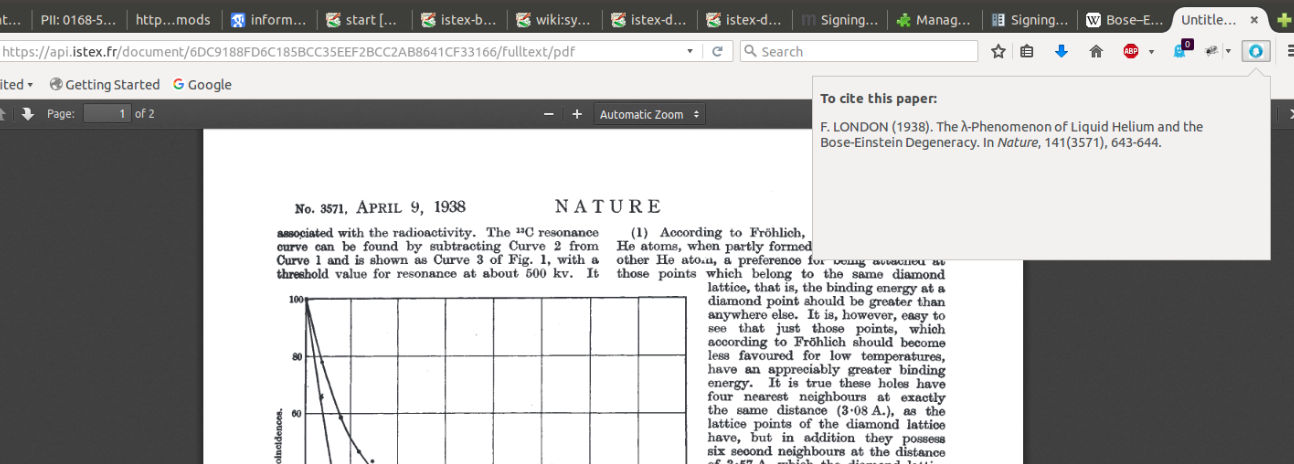 t... PII: 0168-5... http...mods inform... start [... istex-b... wiki:sy... istex-d... istex-d... Signing... Manag... Signing... W Bose–E... Untitle... ×
https://api.istex.fr/document/6DC9188FD6C185BCC35EEF2BCC2AB8641CF33166/fulltext/pdf Search ABP 0
ited Getting Started G Google
Page: 1 of 2 − + Automatic Zoom
To cite this paper:
F. LONDON (1938). The λ-Phenomenon of Liquid Helium and the
Bose-Einstein Degeneracy. In Nature, 141(3571), 643-644.
No. 3571, APRIL 9, 1938 NATURE
associated with the radioactivity. The ¹³C resonance
curve can be found by subtracting Curve 2 from
Curve 1 and is shown as Curve 3 of Fig. 1, with a
threshold value for resonance at about 500 kv. It
100
80
60
oincidences.
(1) According to Fröhlich,
He atoms, when partly formed
other He atom, a preference for being attached at
those points which belong to the same diamond
lattice, that is, the binding energy at a
diamond point should be greater than
anywhere else. It is, however, easy to
see that just those points, which
according to Fröhlich should become
less favoured for low temperatures,
have an appreciably greater binding
energy. It is true these holes have
four nearest neighbours at exactly
the same distance (3·08 A.), as the
lattice points of the diamond lattice
have, but in addition they possess
six second neighbours at the distance
of 3·57 A. which the diamond